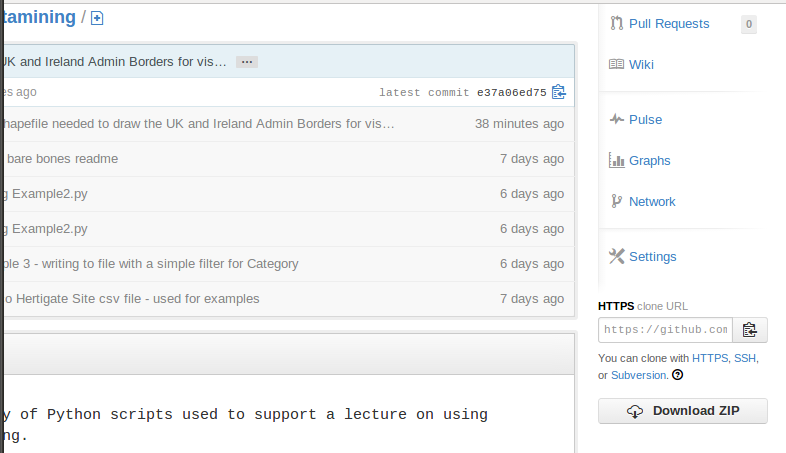 tamining /
UK and Ireland Admin Borders for vis… ...
es ago latest commit e37a06ed75
hapefile needed to draw the UK and Ireland Admin Borders for vis… 38 minutes ago
bare bones readme 7 days ago
g Example2.py 6 days ago
g Example2.py 6 days ago
ple 3 - writing to file with a simple filter for Category 6 days ago
o Hertigate Site csv file - used for examples 7 days ago
y of Python scripts used to support a lecture on using
ng.
Pull Requests 0
Wiki
Pulse
Graphs
Network
Settings
HTTPS clone URL
https://github.com
You can clone with HTTPS, SSH,
or Subversion.
Download ZIP